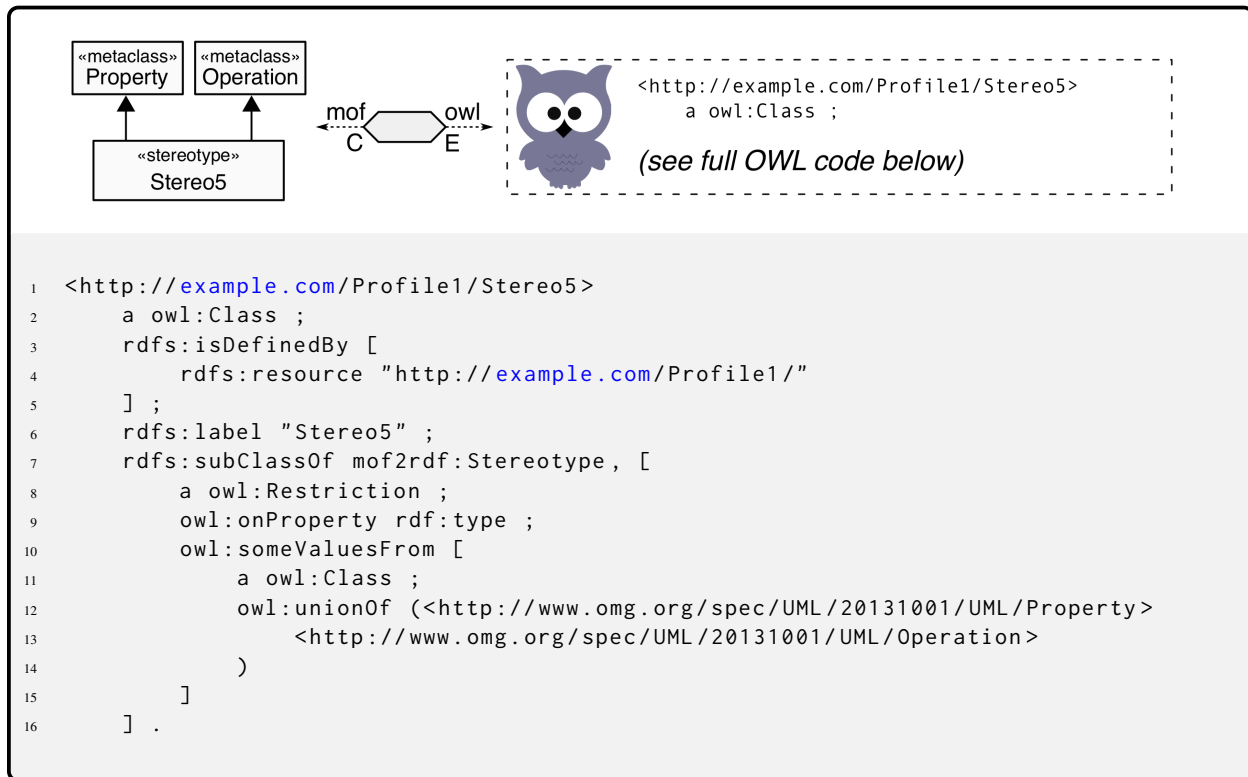 «metaclass» «metaclass»
Property Operation
«stereotype»
Stereo5
mof owl
C E
<http://example.com/Profile1/Stereo5>
    a owl:Class ;
(see full OWL code below)
1 <http://example.com/Profile1/Stereo5>
2     a owl:Class ;
3     rdfs:isDefinedBy [
4         rdfs:resource "http://example.com/Profile1/"
5     ] ;
6     rdfs:label "Stereo5" ;
7     rdfs:subClassOf mof2rdf:Stereotype, [
8         a owl:Restriction ;
9         owl:onProperty rdf:type ;
10         owl:someValuesFrom [
11             a owl:Class ;
12             owl:unionOf (<http://www.omg.org/spec/UML/20131001/UML/Property>
13                 <http://www.omg.org/spec/UML/20131001/UML/Operation>
14             )
15         ]
16     ] .